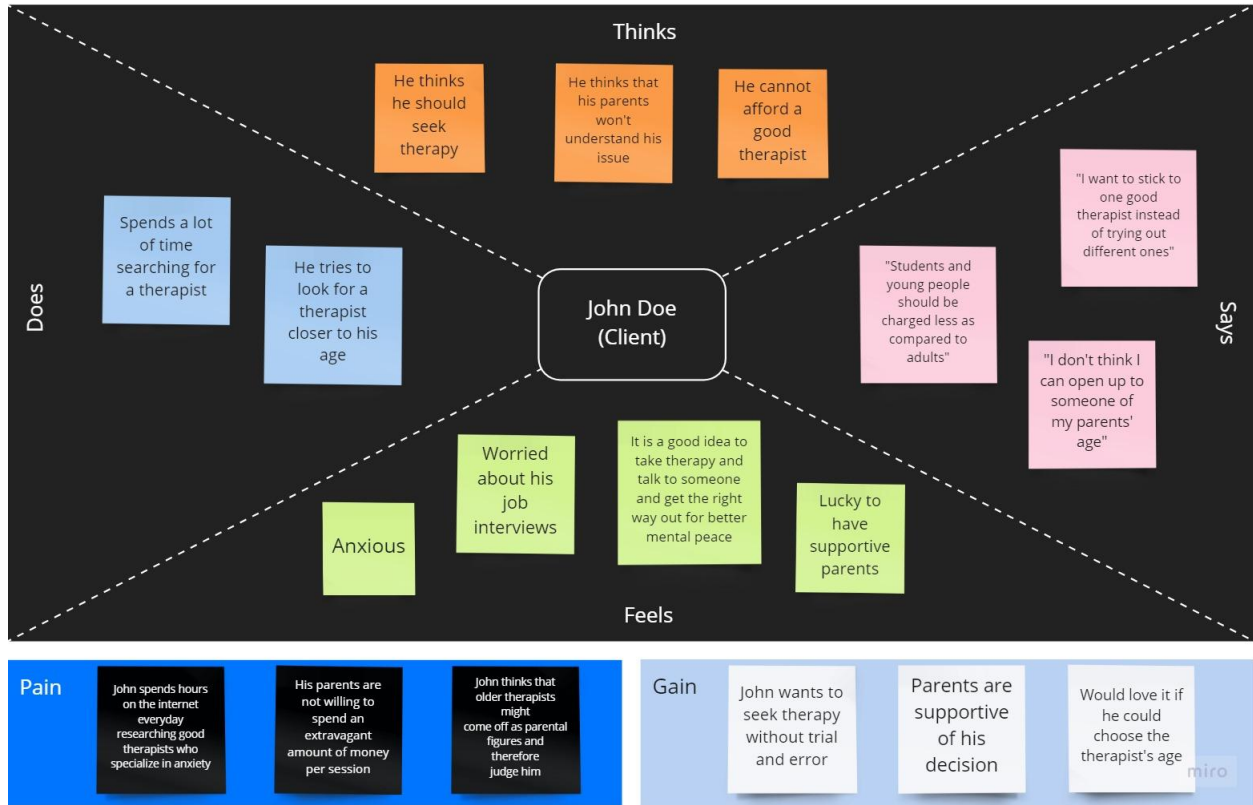 Thinks
He thinks
he should
seek
therapy
He thinks that
his parents
won't
understand his
issue
He cannot
afford a
good
therapist
Does
Spends a lot
of time
searching for
a therapist
He tries to
look for a
therapist
closer to his
age
John Doe
(Client)
"I want to stick to
one good
therapist instead
of trying out
different ones"
"Students and
young people
should be
charged less as
compared to
adults"
"I don't think I
can open up to
someone of
my parents'
age"
Says
Anxious
Worried
about his
job
interviews
It is a good idea to
take therapy and
talk to someone
and get the right
way out for better
mental peace
Lucky to
have
supportive
parents
Feels
Pain
John spends hours
on the internet
everyday
researching good
therapists who
specialize in anxiety
His parents are
not willing to
spend an
extravagant
amount of money
per session
John thinks that
older therapists
might
come off as parental
figures and
therefore
judge him
Gain
John wants to
seek therapy
without trial
and error
Parents are
supportive
of his
decision
Would love it if
he could
choose the
therapist's age
miro